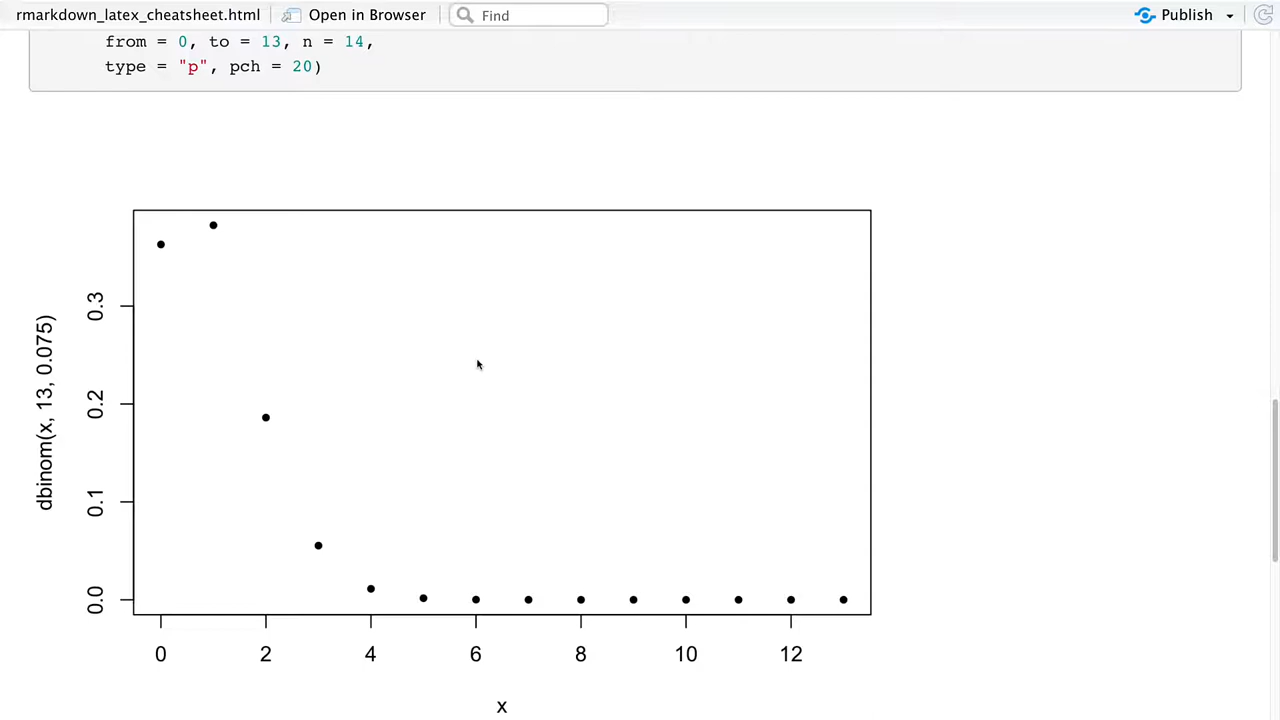 rmarkdown_latex_cheatsheet.html Open in Browser Find Publish
from = 0, to = 13, n = 14,
type = "p", pch = 20)
dbinom(x, 13, 0.075)
0.3
0.2
0.1
0.0
0 2 4 6 8 10 12
x